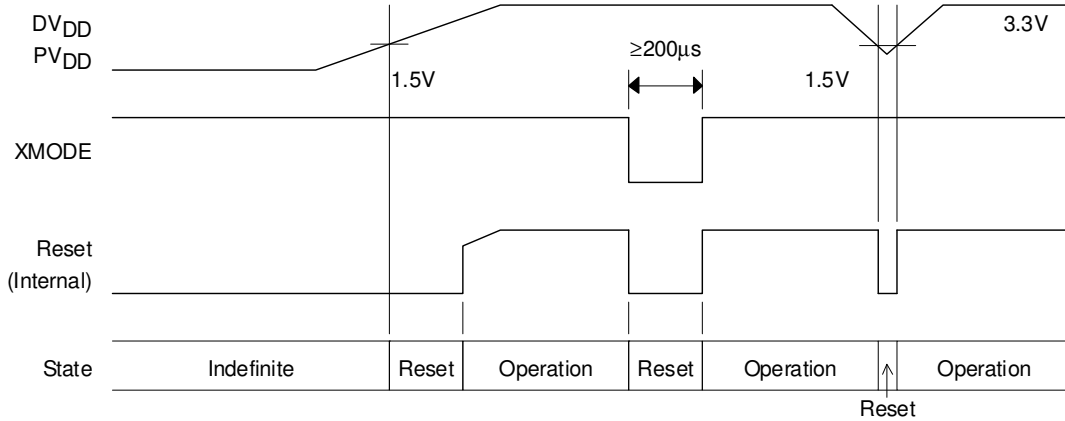 DVDD
PVDD
3.3V
≥200μs
1.5V
1.5V
XMODE
Reset
(Internal)
State Indefinite Reset Operation Reset Operation Operation
Reset